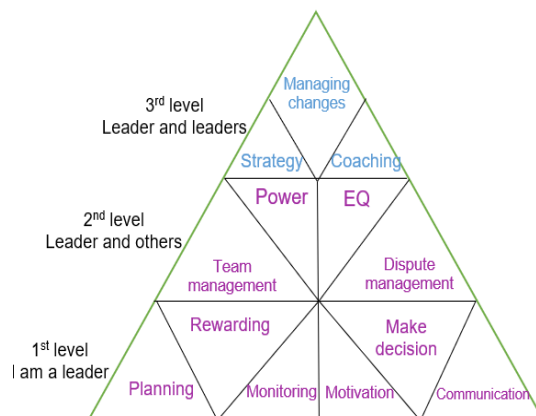 Managing
changes
3rd level
Leader and leaders
Strategy
Coaching
Power
EQ
2nd level
Leader and others
Team
management
Dispute
management
Rewarding
Make
decision
1st level
I am a leader
Planning
Monitoring
Motivation
Communication